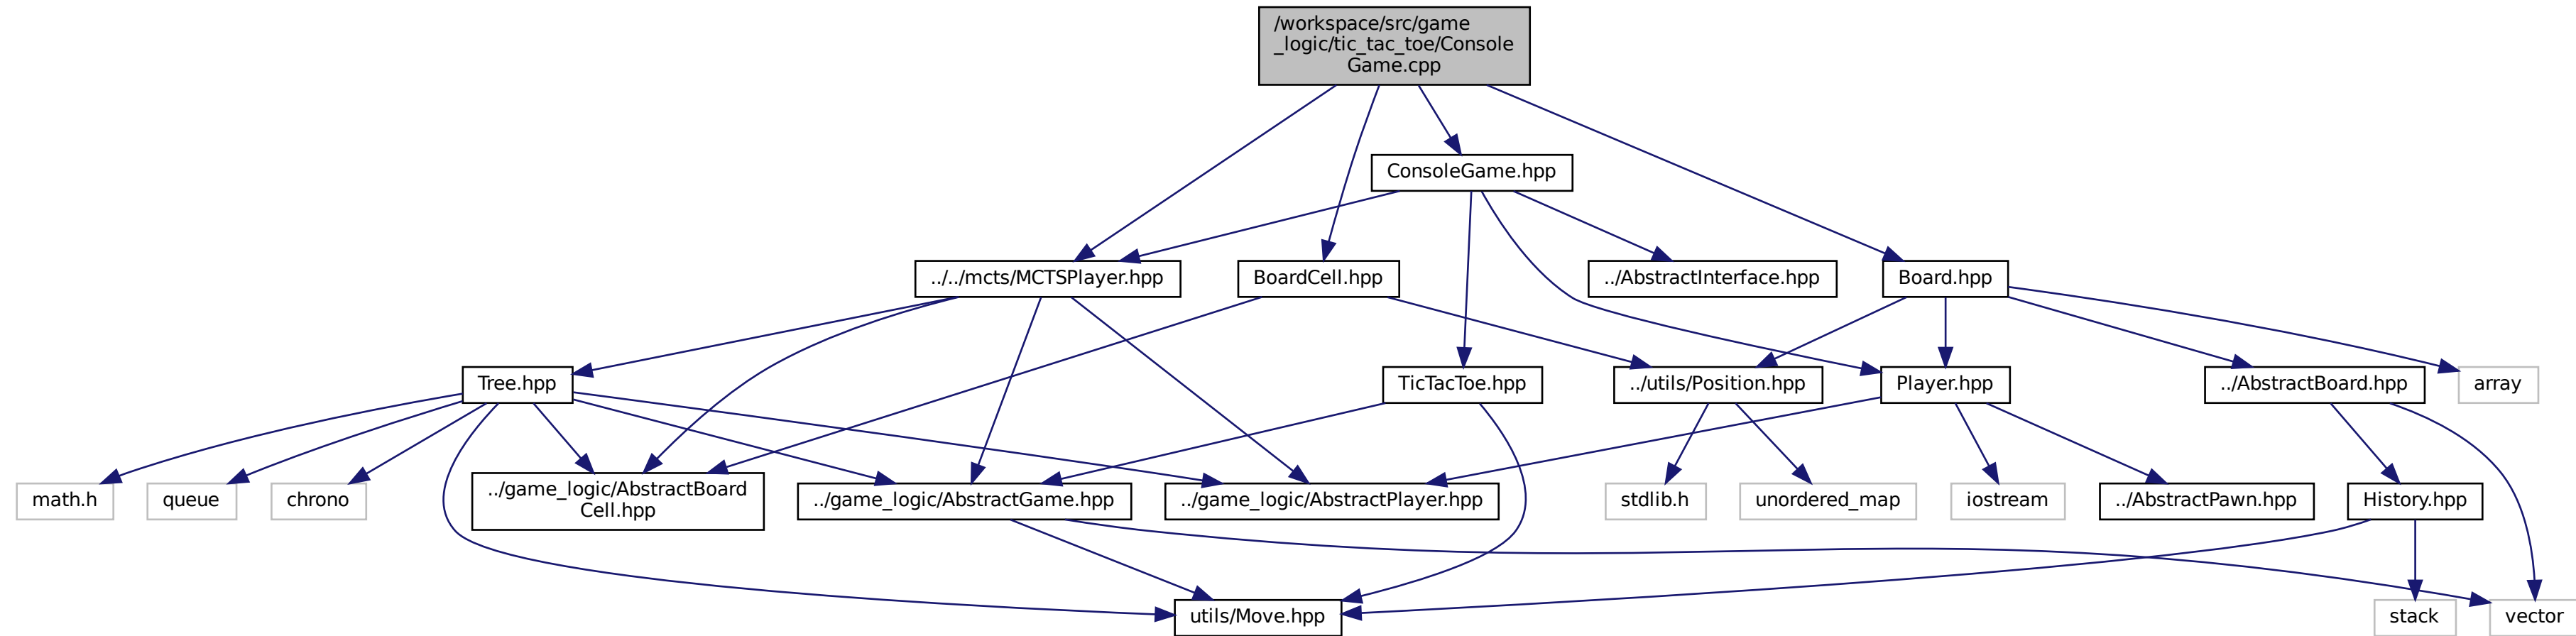 /workspace/src/game
_logic/tic_tac_toe/Console
Game.cpp
ConsoleGame.hpp
../../mcts/MCTSPlayer.hpp
BoardCell.hpp
../AbstractInterface.hpp
Board.hpp
Tree.hpp
TicTacToe.hpp
../utils/Position.hpp
Player.hpp
../AbstractBoard.hpp
array
math.h
queue
chrono
../game_logic/AbstractBoard
Cell.hpp
../game_logic/AbstractGame.hpp
../game_logic/AbstractPlayer.hpp
stdlib.h
unordered_map
iostream
../AbstractPawn.hpp
History.hpp
utils/Move.hpp
stack
vector